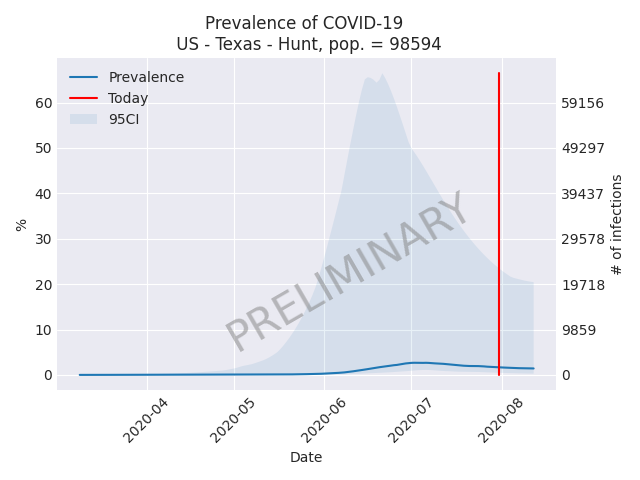 Prevalence of COVID-19
US - Texas - Hunt, pop. = 98594
Prevalence
Today
95CI
60
50
40
30
20
10
0
%
59156
49297
39437
29578
19718
9859
0
# of infections
PRELIMINARY
2020-04
2020-05
2020-06
2020-07
2020-08
Date